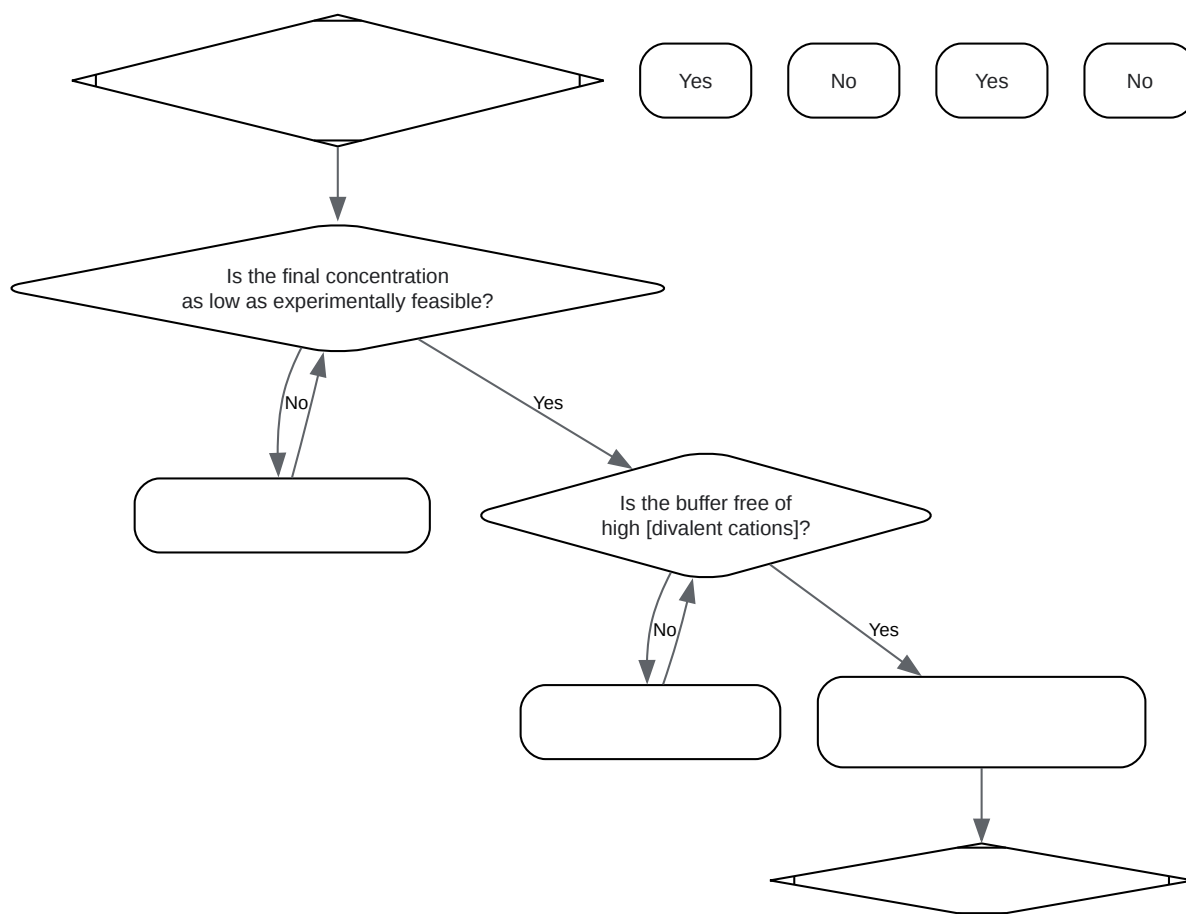 Yes
No
Yes
No
Is the final concentration
as low as experimentally feasible?
No
Yes
Is the buffer free of
high [divalent cations]?
No
Yes